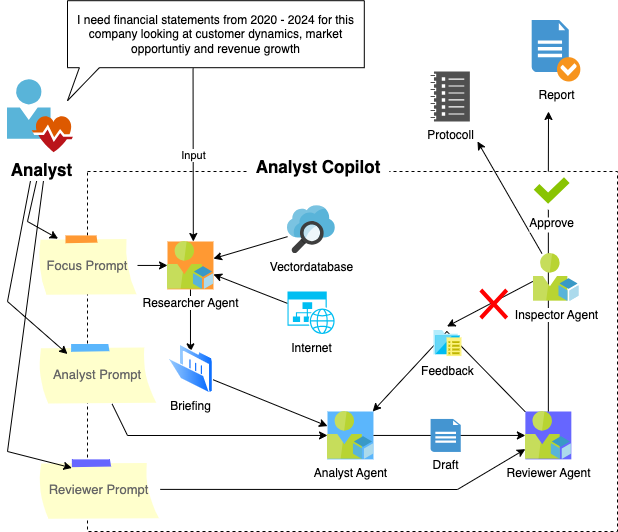 I need financial statements from 2020 - 2024 for this
company looking at customer dynamics, market
opportuntiy and revenue growth
Report
Protocoll
Analyst
Input
Analyst Copilot
Approve
Focus Prompt
Vectordatabase
Researcher Agent
Inspector Agent
Internet
Analyst Prompt
Feedback
Briefing
Analyst Agent
Draft
Reviewer Agent
Reviewer Prompt